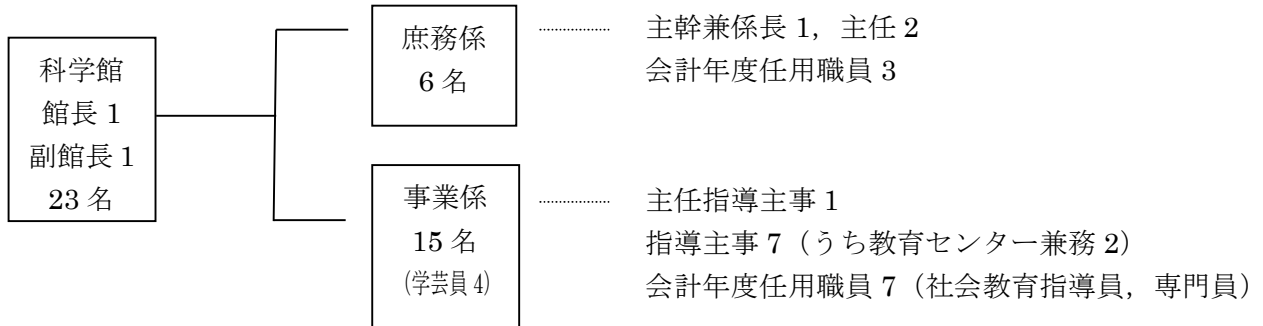 科学館
館長 1
副館長 1
23 名
庶務係
6 名
主幹兼係長 1，主任 2
会計年度任用職員 3
事業係
15 名
(学芸員 4)
主任指導主事 1
指導主事 7（うち教育センター兼務 2）
会計年度任用職員 7（社会教育指導員，専門員）